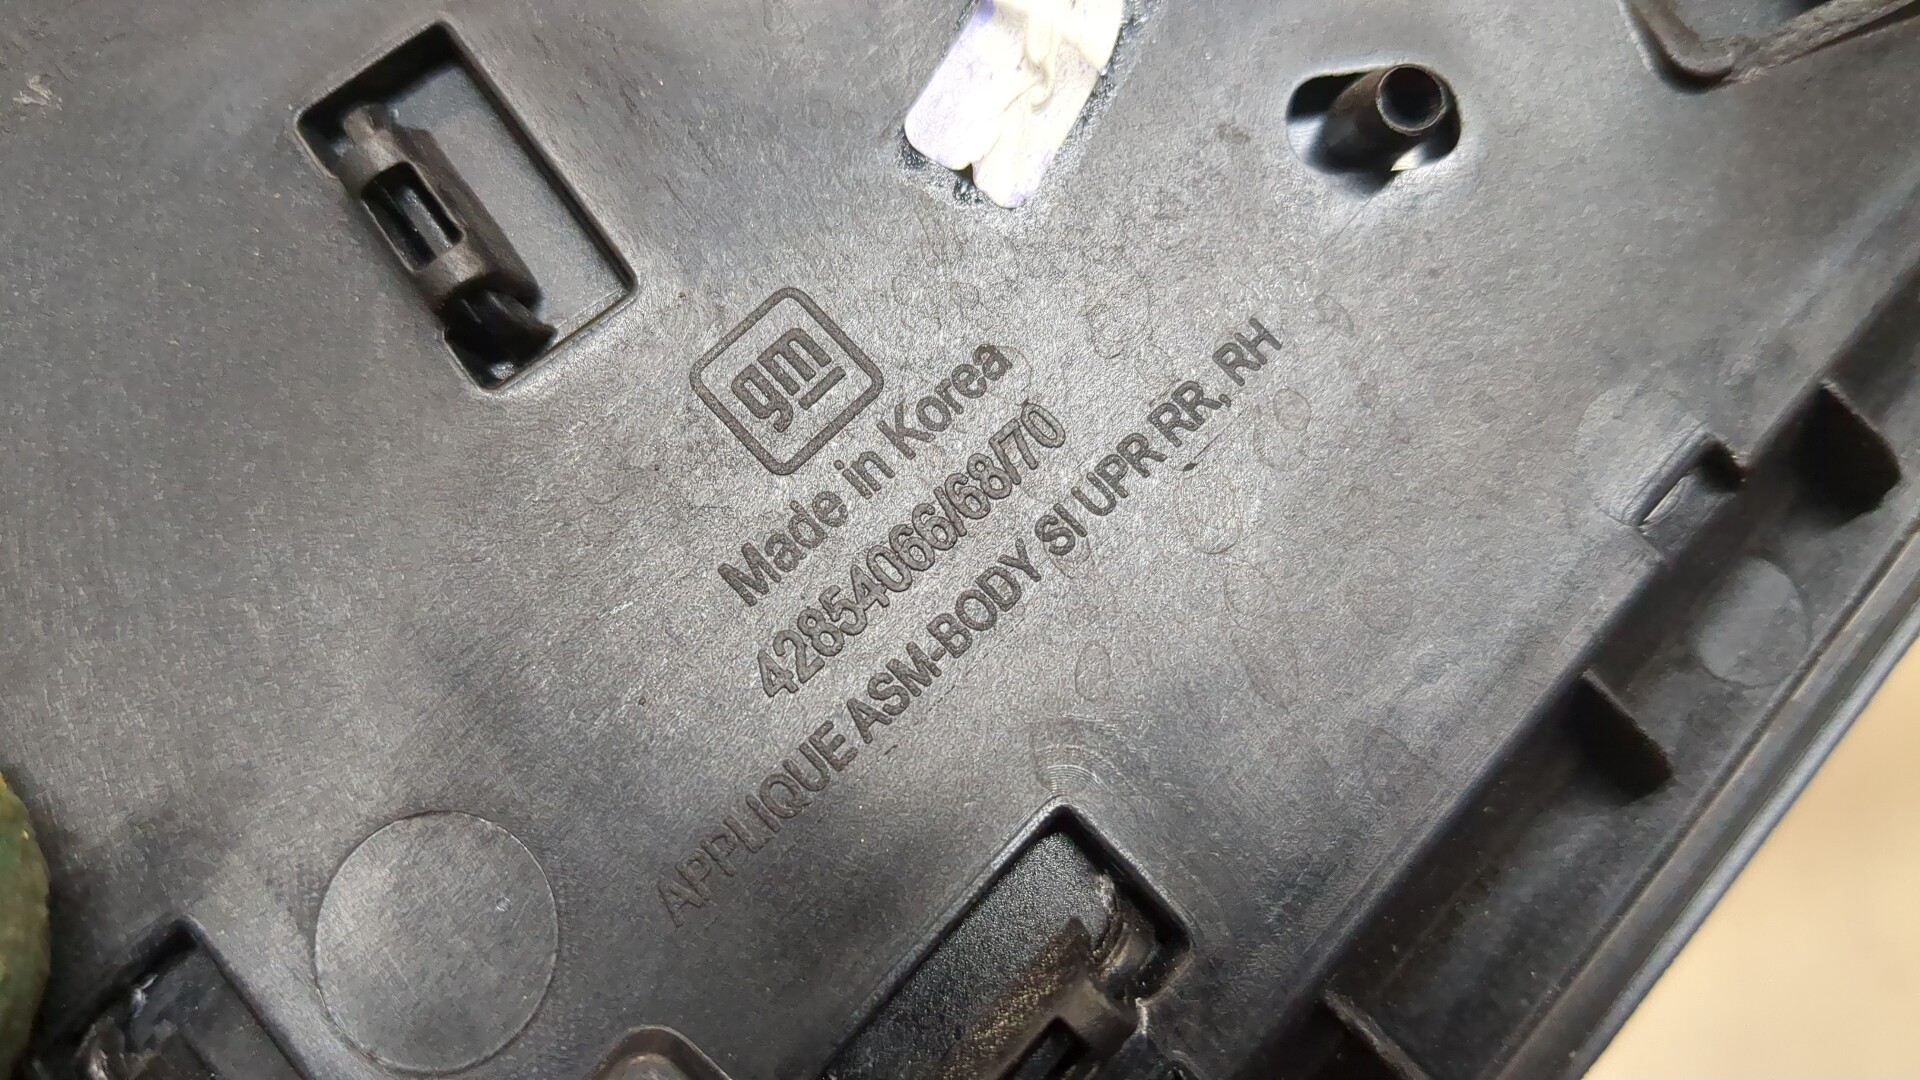 gm
Made in Korea
42854066/68/70
APPLIQUE ASM-BODY SI UPR RR, RH